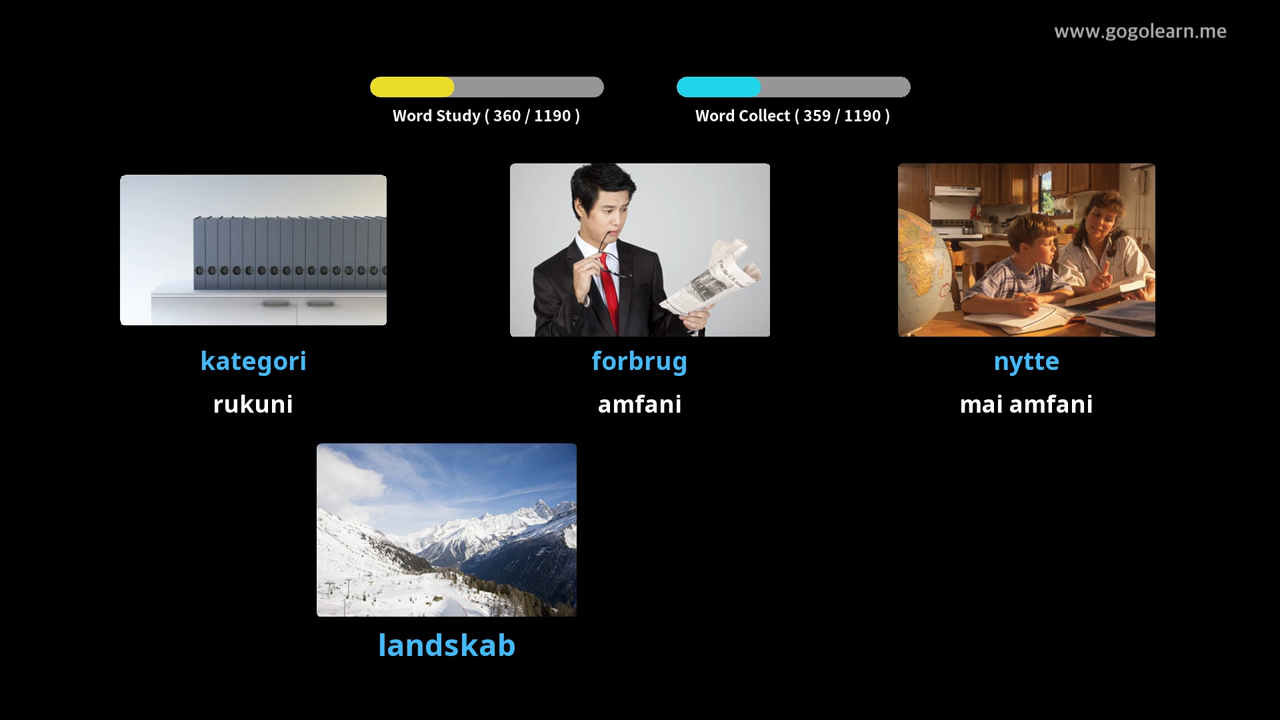 www.gogolearn.me
Word Study ( 360 / 1190 )
Word Collect ( 359 / 1190 )
kategori
rukuni
forbrug
amfani
nytte
mai amfani
landskab